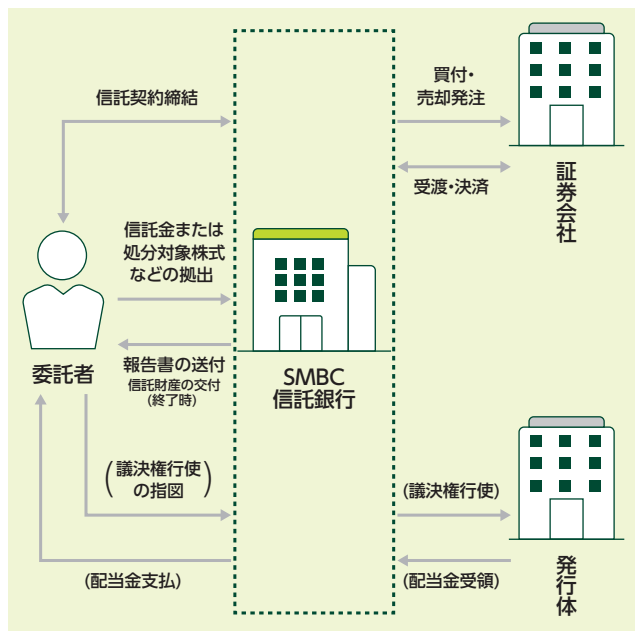 信託契約締結
買付・
売却発注
受渡・決済
証券会社
信託金または
処分対象株式
などの拠出
報告書の送付
信託財産の交付
(終了時)
委託者
SMBC
信託銀行
(議決権行使
の指図)
(議決権行使)
(配当金支払)
(配当金受領)
発行体